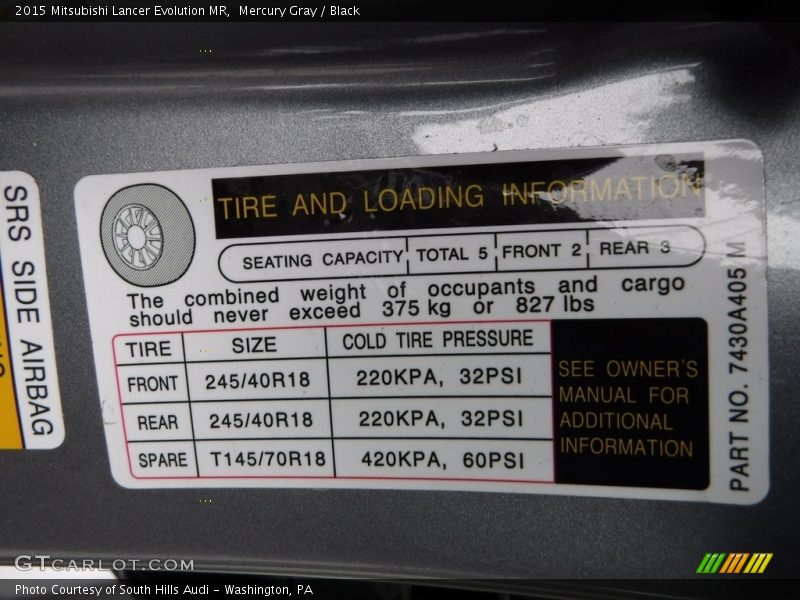 2015 Mitsubishi Lancer Evolution MR,  Mercury Gray / Black
SRS SIDE AIRBAG
TIRE AND LOADING INFORMATION
SEATING CAPACITY TOTAL 5 FRONT 2 REAR 3
The combined weight of occupants and cargo
should never exceed 375 kg or 827 lbs
TIRE SIZE COLD TIRE PRESSURE
FRONT 245/40R18 220KPA, 32PSI
REAR 245/40R18 220KPA, 32PSI
SPARE T145/70R18 420KPA, 60PSI
SEE OWNER'S
MANUAL FOR
ADDITIONAL
INFORMATION
PART NO. 7430A405 M
GTCARLOT.COM
Photo Courtesy of South Hills Audi - Washington, PA